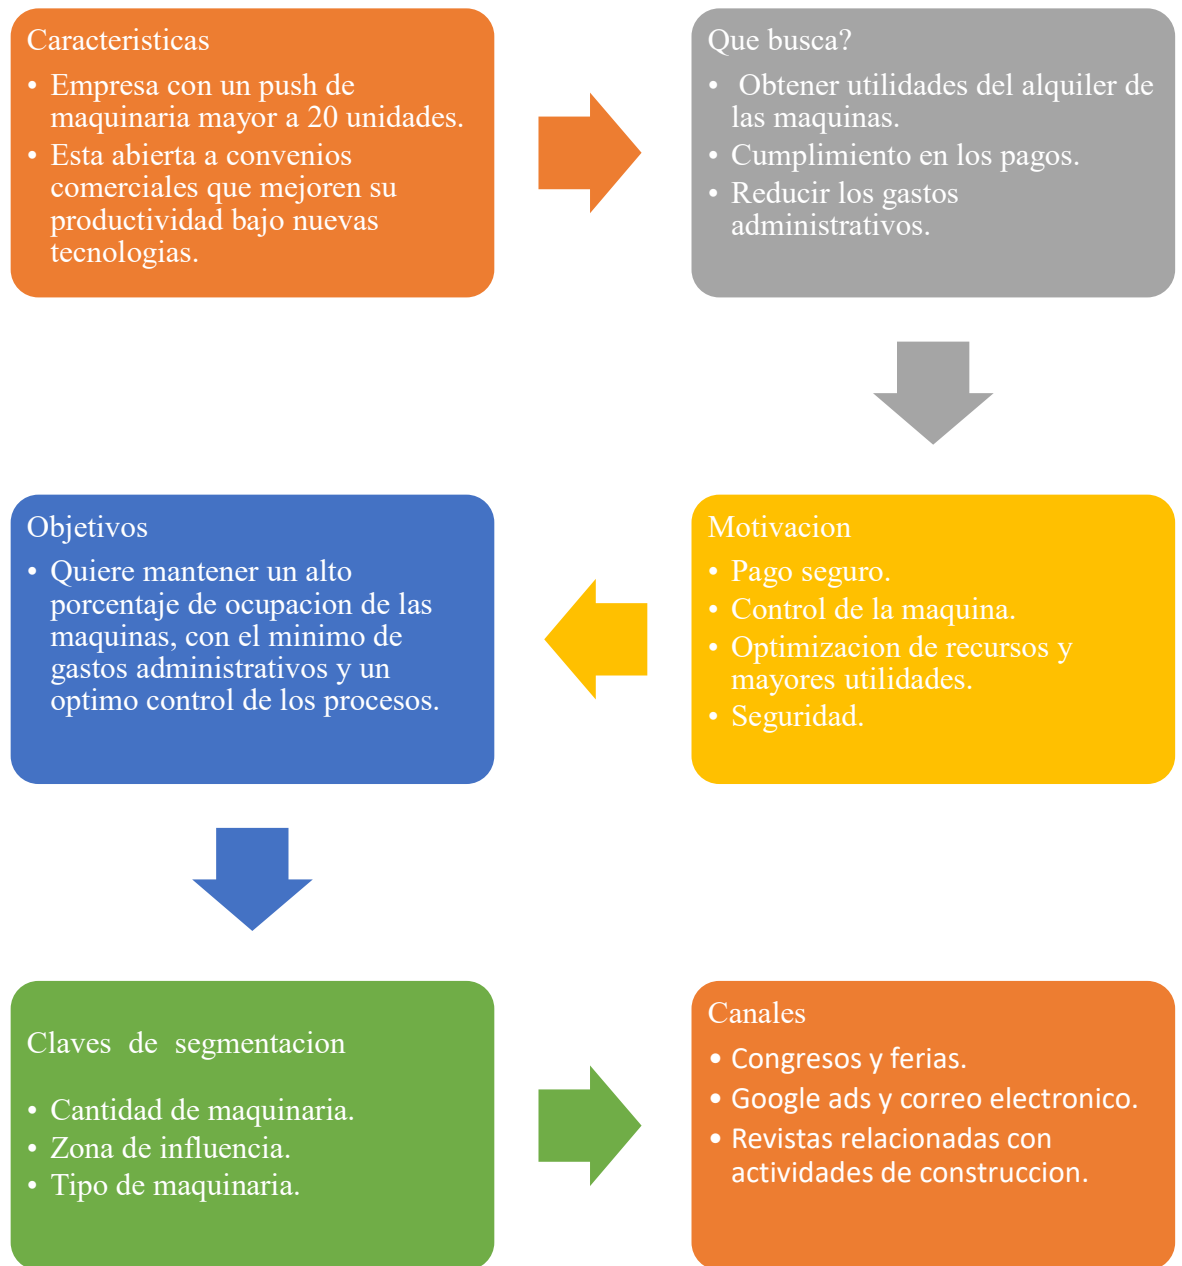 Caracteristicas
• Empresa con un push de
maquinaria mayor a 20 unidades.
• Esta abierta a convenios
comerciales que mejoren su
productividad bajo nuevas
tecnologias.
Que busca?
• Obtener utilidades del alquiler de
las maquinas.
• Cumplimiento en los pagos.
• Reducir los gastos
administrativos.
Motivacion
• Pago seguro.
• Control de la maquina.
• Optimizacion de recursos y
mayores utilidades.
• Seguridad.
Objetivos
• Quiere mantener un alto
porcentaje de ocupacion de las
maquinas, con el minimo de
gastos administrativos y un
optimo control de los procesos.
Claves de segmentacion
• Cantidad de maquinaria.
• Zona de influencia.
• Tipo de maquinaria.
Canales
• Congresos y ferias.
• Google ads y correo electronico.
• Revistas relacionadas con
actividades de construccion.